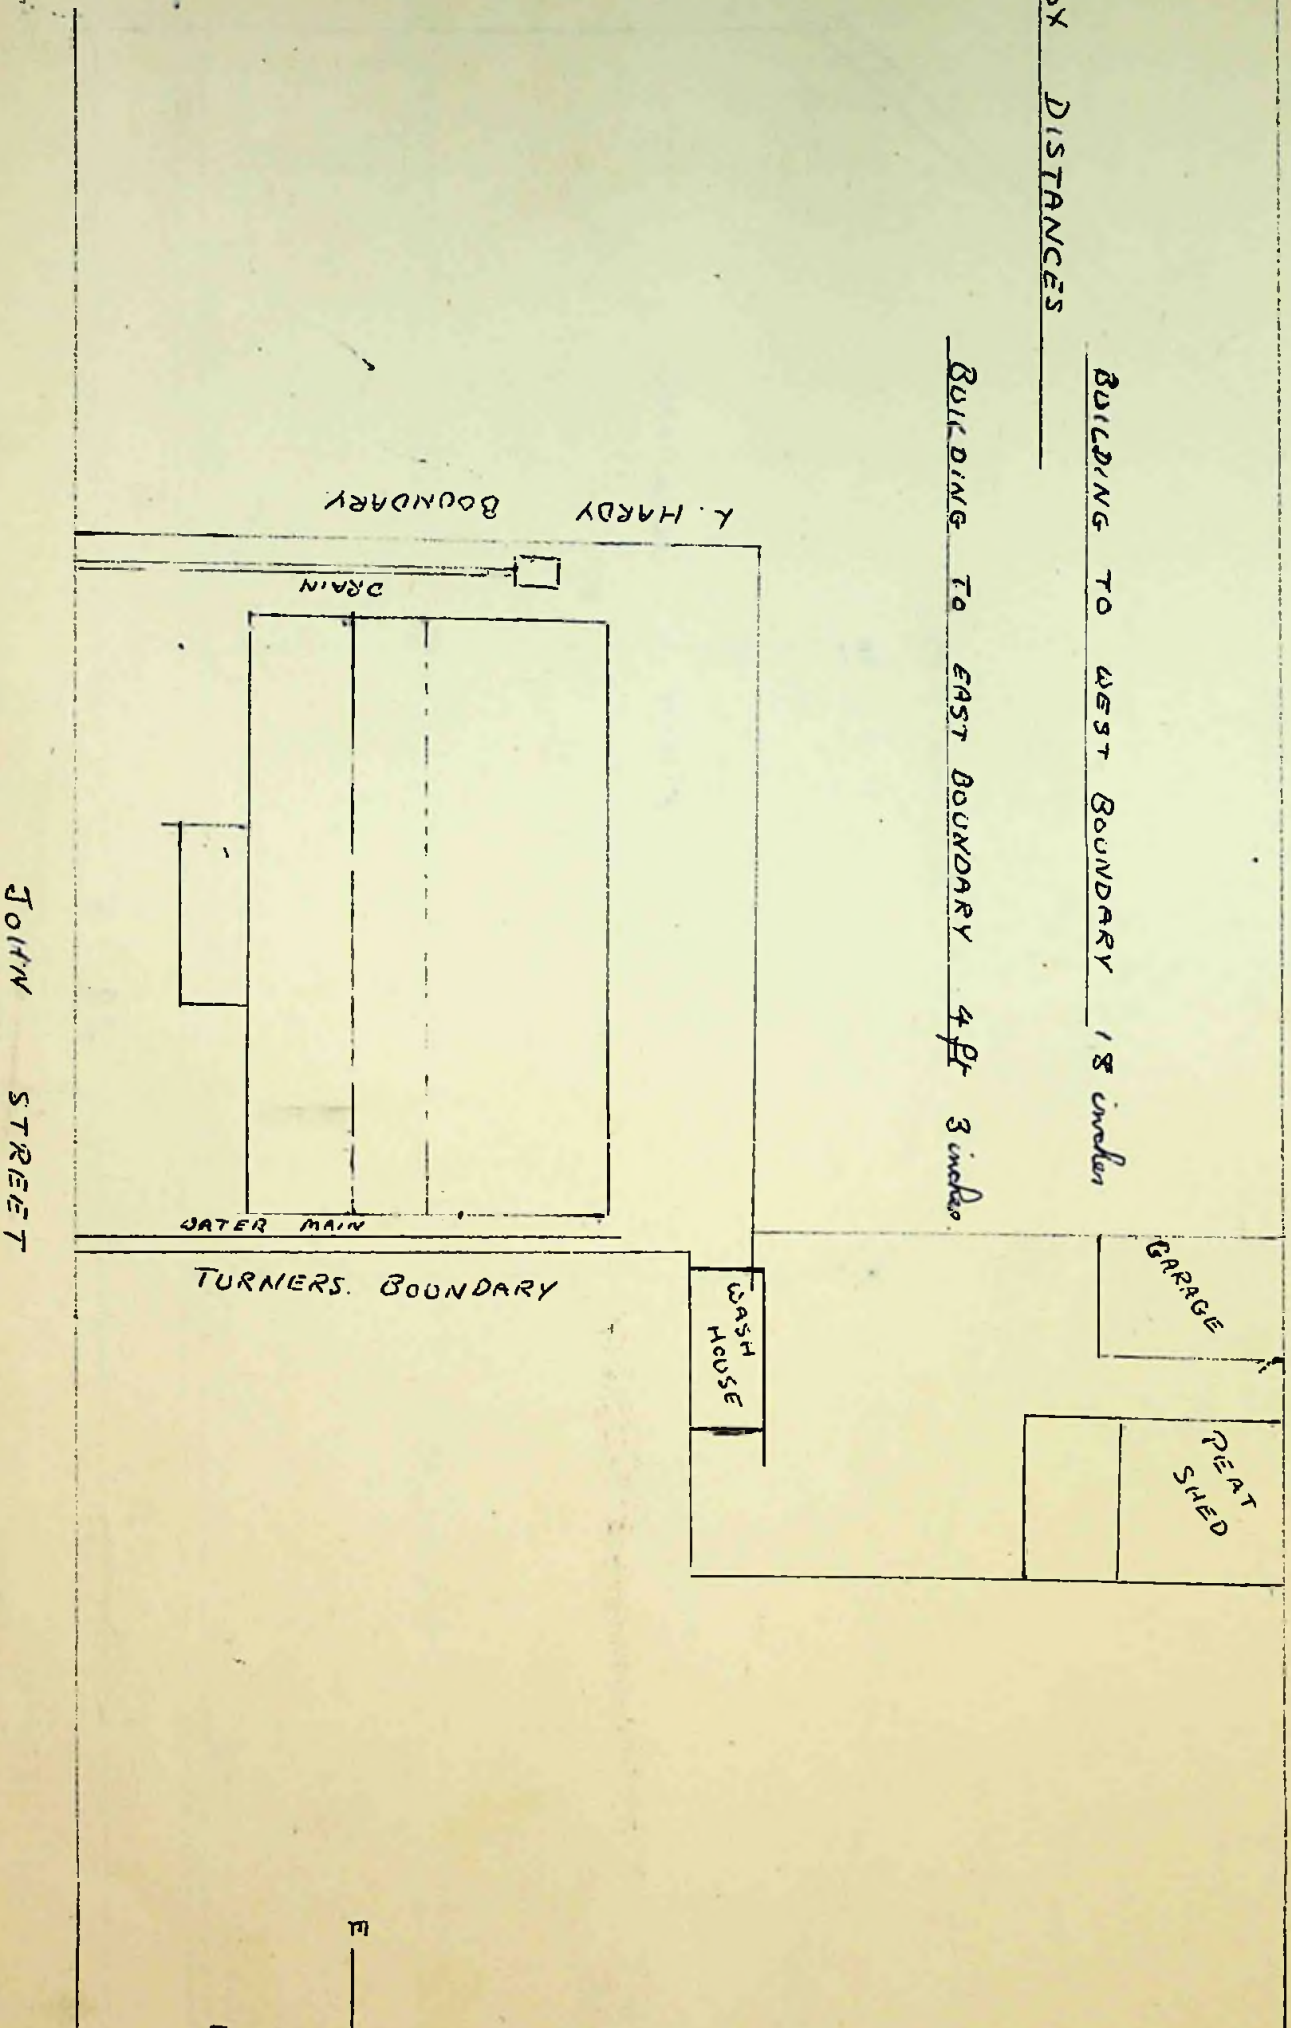 DISTANCES
BUILDING TO WEST BOUNDARY 18 inches
BUILDING TO EAST BOUNDARY 4 ft 3 inches
GARAGE
PEAT
SHED
WASH
HOUSE
HARDY BOUNDARY
DRAIN
WATER MAIN
TURNERS. BOUNDARY
JOHN STREET
E